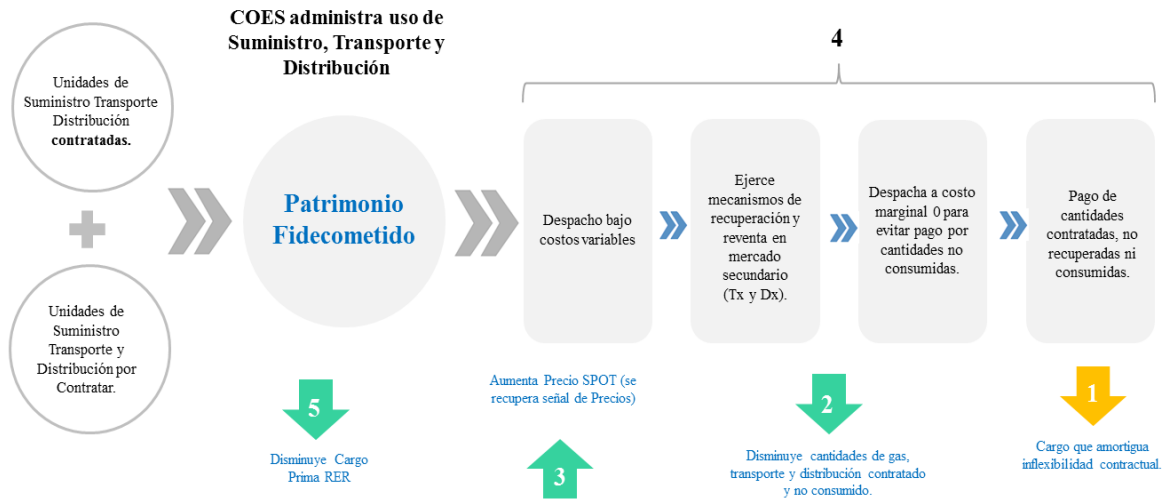 COES administra uso de
Suministro, Transporte y
Distribución
4
Unidades de
Suministro Transporte
Distribución
contratadas.
Unidades de
Suministro
Transporte y
Distribución por
Contratar.
Patrimonio
Fidecometido
Despacho bajo
costos variables
Ejerce
mecanismos de
recuperación y
reventa en
mercado
secundario
(Tx y Dx).
Despacha a costo
marginal 0 para
evitar pago por
cantidades no
consumidas.
Pago de
cantidades
contratadas, no
recuperadas ni
consumidas.
5
Disminuye Cargo
Prima RER
Aumenta Precio SPOT (se
recupera señal de Precios)
3
2
Disminuye cantidades de gas,
transporte y distribución contratado
y no consumido.
1
Cargo que amortigua
inflexibilidad contractual.